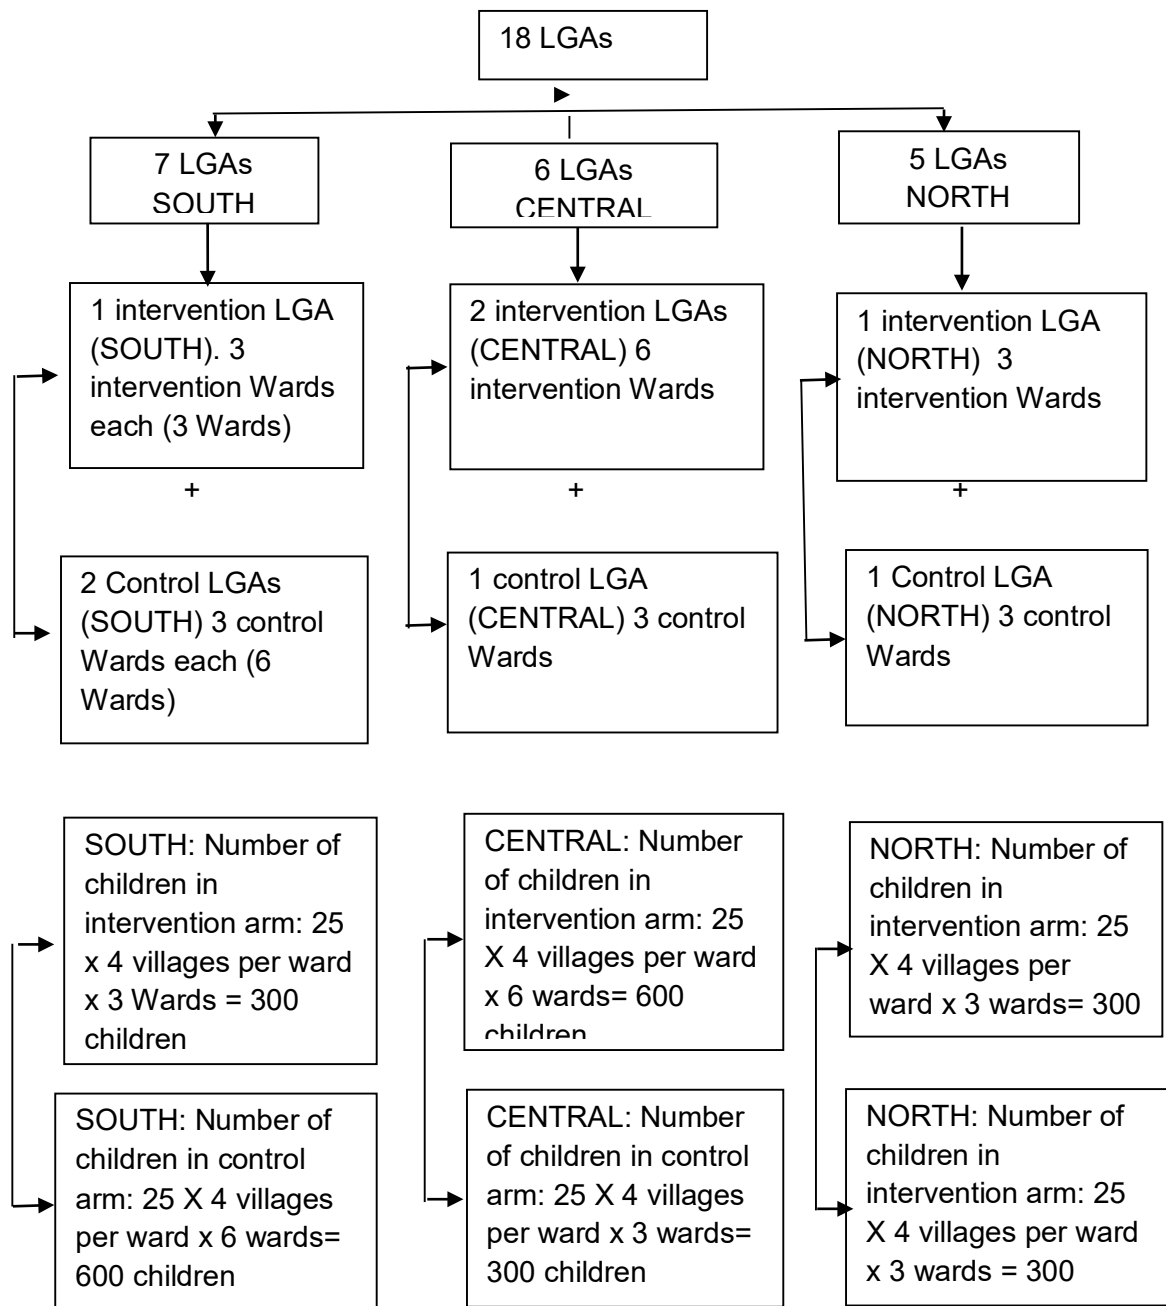 18 LGAs
7 LGAs
SOUTH
6 LGAs
CENTRAL
5 LGAs
NORTH
1 intervention LGA
(SOUTH). 3
intervention Wards
each (3 Wards)
2 intervention LGAs
(CENTRAL) 6
intervention Wards
1 intervention LGA
(NORTH)  3
intervention Wards
+
+
+
2 Control LGAs
(SOUTH) 3 control
Wards each (6
Wards)
1 control LGA
(CENTRAL) 3 control
Wards
1 Control LGA
(NORTH) 3 control
Wards
SOUTH: Number of
children in
intervention arm: 25
x 4 villages per ward
x 3 Wards = 300
children
CENTRAL: Number
of children in
intervention arm: 25
X 4 villages per ward
x 6 wards= 600
children
NORTH: Number of
children in
intervention arm: 25
X 4 villages per
ward x 3 wards= 300
SOUTH: Number of
children in control
arm: 25 X 4 villages
per ward x 6 wards=
600 children
CENTRAL: Number
of children in control
arm: 25 X 4 villages
per ward x 3 wards=
300 children
NORTH: Number of
children in
intervention arm: 25
X 4 villages per ward
x 3 wards = 300